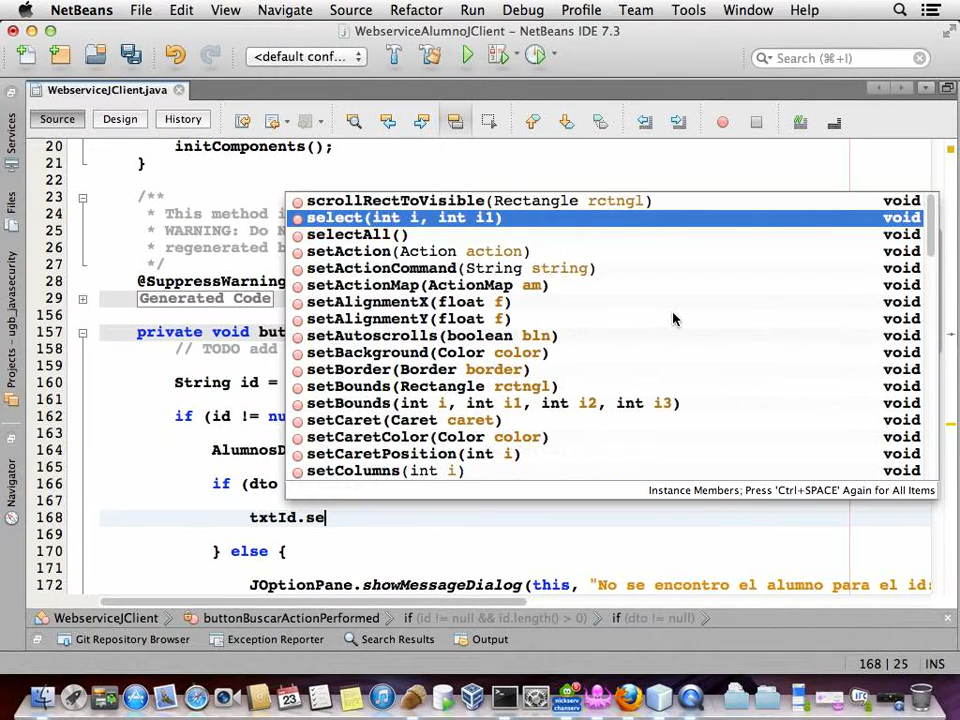 NetBeans File Edit View Navigate Source Refactor Run Debug Profile Team Tools Window Help
WebserviceAlumnoJClient - NetBeans IDE 7.3
<default conf...
Search (⌘+I)
WebserviceJClient.java
Source Design History
Services
Files
Projects - ugb_javasecurity
Navigator
20 initComponents();
21 }
22
23 /**
24 * This method i
25 * WARNING: Do N
26 * regenerated b
27 */
28 @SuppressWarning
29 Generated Code
156
157 private void but
158 // TODO add
159
160 String id =
161
162 if (id != nu
163
164 AlumnosD
165
166 if (dto
167
168 txtId.se
169
170 } else {
171
172 JOptionPane.showMessageDialog(this, "No se encontro el alumno para el id:
scrollRectToVisible(Rectangle rctngl) void
select(int i, int i1) void
selectAll() void
setAction(Action action) void
setActionCommand(String string) void
setActionMap(ActionMap am) void
setAlignmentX(float f) void
setAlignmentY(float f) void
setAutoscrolls(boolean bln) void
setBackground(Color color) void
setBorder(Border border) void
setBounds(Rectangle rctngl) void
setBounds(int i, int i1, int i2, int i3) void
setCaret(Caret caret) void
setCaretColor(Color color) void
setCaretPosition(int i) void
setColumns(int i) void
Instance Members; Press 'Ctrl+SPACE' Again for All Items
WebserviceJClient buttonBuscarActionPerformed if (id != null && id.length() > 0) if (dto != null)
Git Repository Browser Exception Reporter Search Results Output
168 | 25 INS